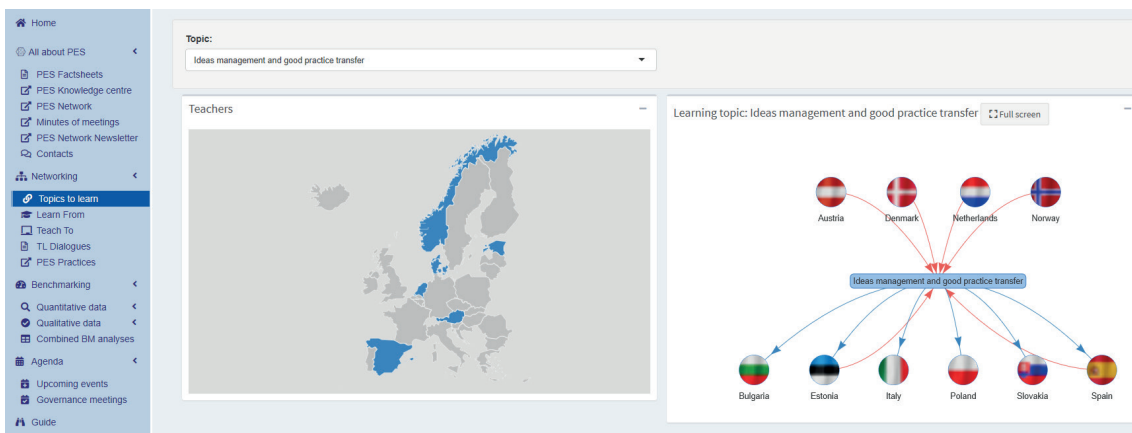 Home
All about PES
PES Factsheets
PES Knowledge centre
PES Network
Minutes of meetings
PES Network Newsletter
Contacts
Networking
Topics to learn
Learn From
Teach To
TL Dialogues
PES Practices
Benchmarking
Quantitative data
Qualitative data
Combined BM analyses
Agenda
Upcoming events
Governance meetings
Guide
Topic:
Ideas management and good practice transfer
Teachers
Learning topic: Ideas management and good practice transfer Full screen
Austria Denmark Netherlands Norway
Ideas management and good practice transfer
Bulgaria Estonia Italy Poland Slovakia Spain